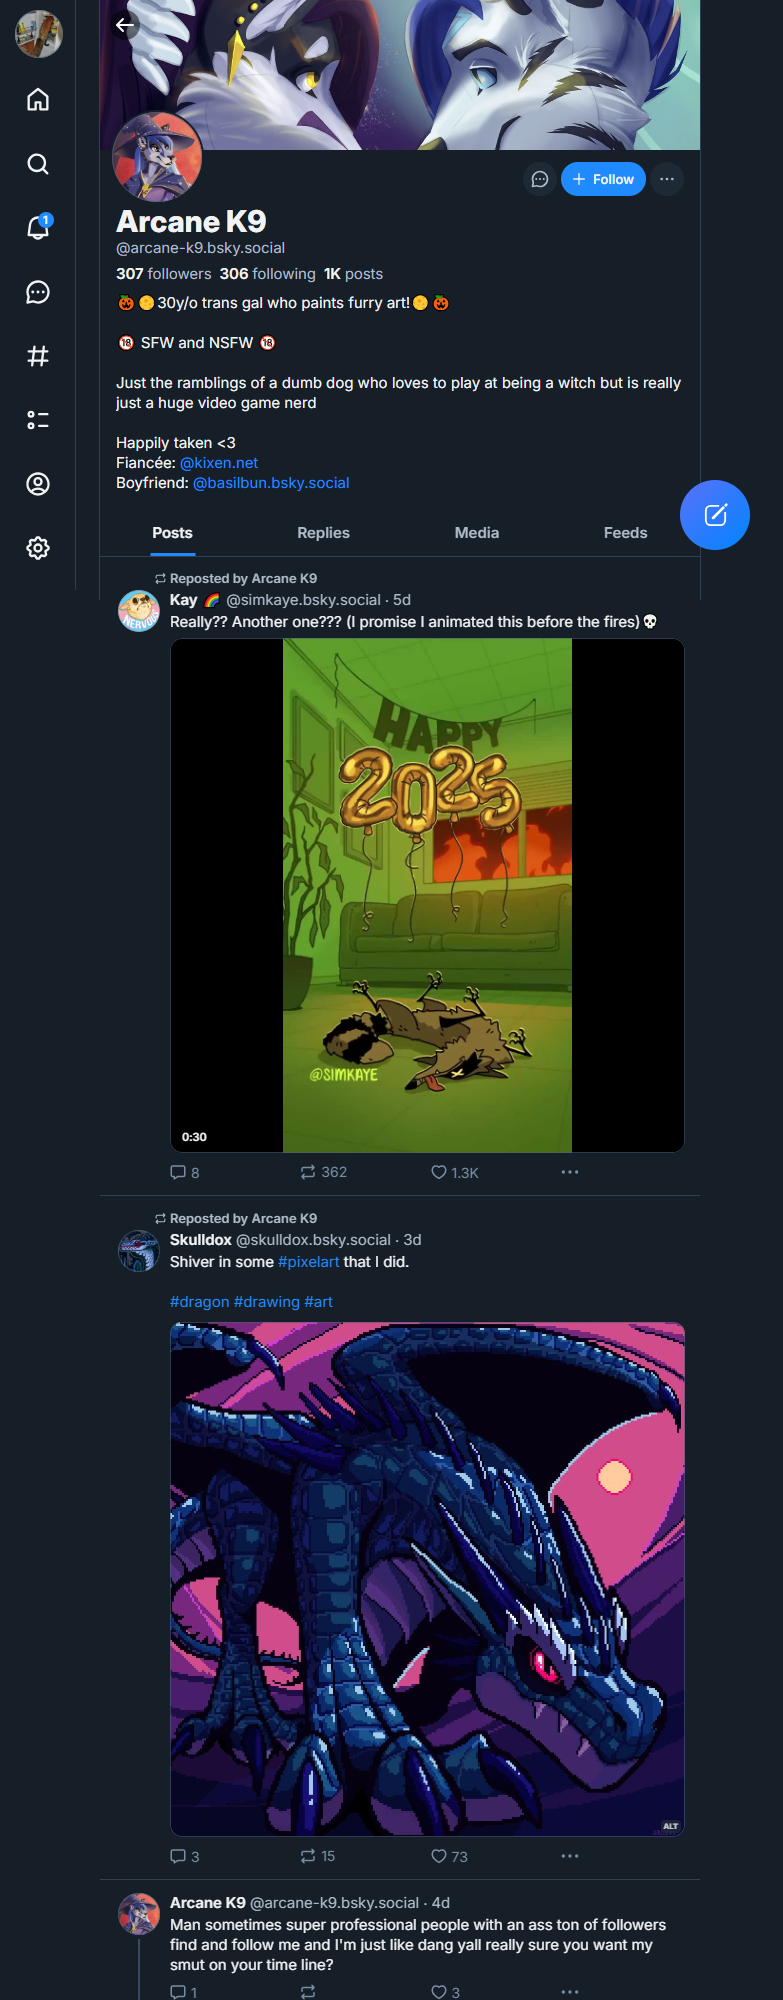 Follow
Arcane K9
@arcane-k9.bsky.social
307 followers 306 following 1K posts
🎃 🌕30y/o trans gal who paints furry art!🌕 🎃
🔞 SFW and NSFW 🔞
Just the ramblings of a dumb dog who loves to play at being a witch but is really
just a huge video game nerd
Happily taken <3
Fiancée: @kixen.net
Boyfriend: @basilbun.bsky.social
1
Posts Replies Media Feeds
Reposted by Arcane K9
Kay 🌈 @simkaye.bsky.social · 5d
Really?? Another one??? (I promise I animated this before the fires)💀
NERVOUS
HAPPY
2025
@SIMKAYE
0:30
8 362 1.3K
Reposted by Arcane K9
Skulldox @skulldox.bsky.social · 3d
Shiver in some #pixelart that I did.
#dragon #drawing #art
ALT
3 15 73
Arcane K9 @arcane-k9.bsky.social · 4d
Man sometimes super professional people with an ass ton of followers
find and follow me and I'm just like dang yall really sure you want my
smut on your time line?
1 3